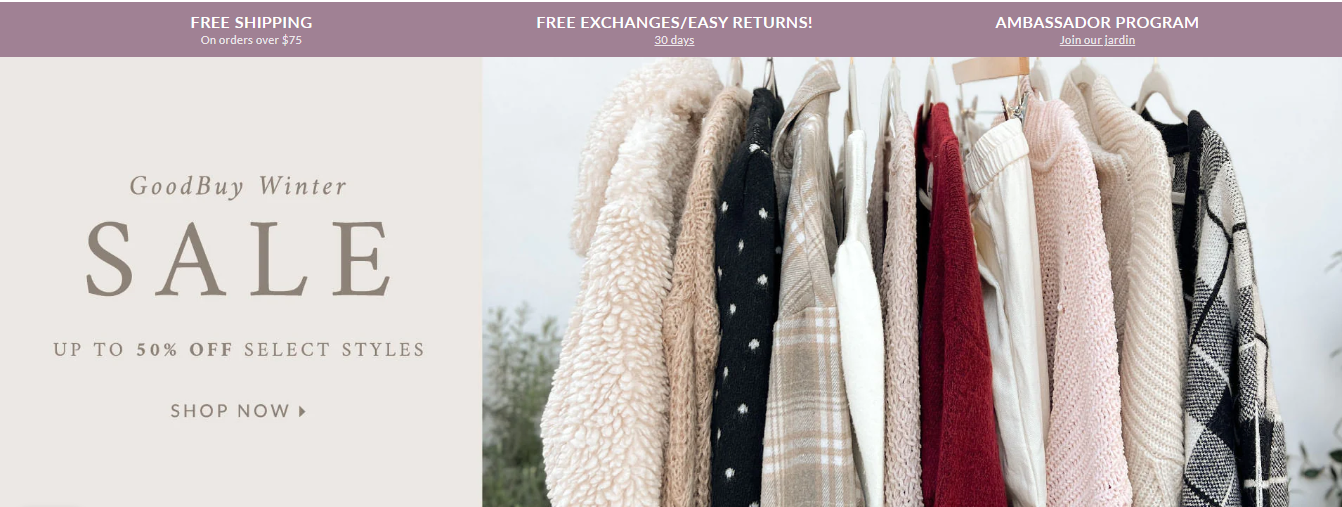 FREE SHIPPING
On orders over $75
FREE EXCHANGES/EASY RETURNS!
30 days
AMBASSADOR PROGRAM
Join our jardin
GoodBuy Winter
SALE
UP TO 50% OFF SELECT STYLES
SHOP NOW